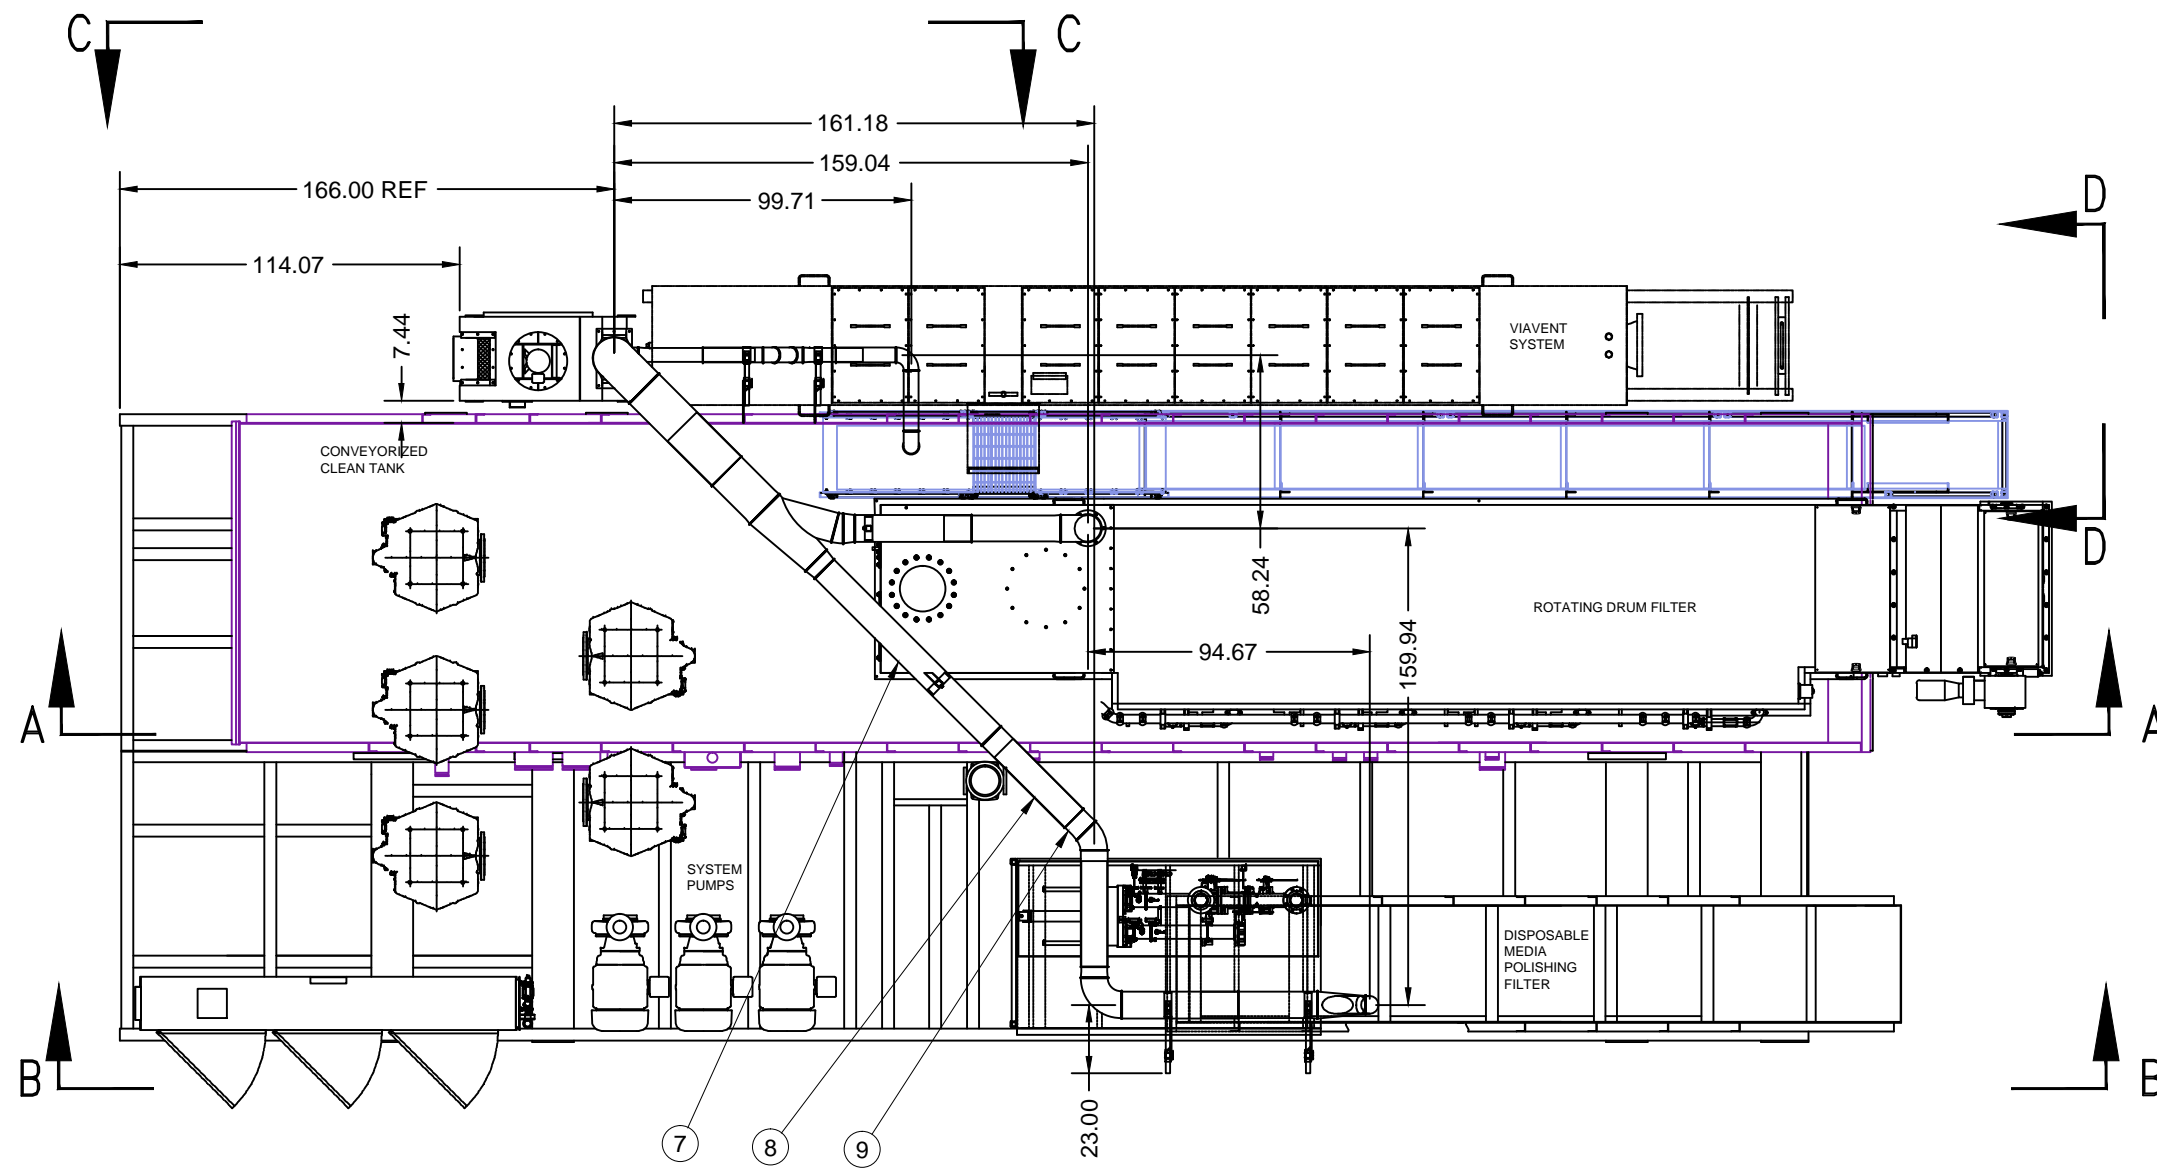 C
C
161.18
159.04
166.00 REF
99.71
D
114.07
7.44
VIAVENT
SYSTEM
CONVEYORIZED
CLEAN TANK
D
58.24
ROTATING DRUM FILTER
159.94
94.67
A
A
SYSTEM
PUMPS
DISPOSABLE
MEDIA
POLISHING
FILTER
B
B
23.00
7
8
9